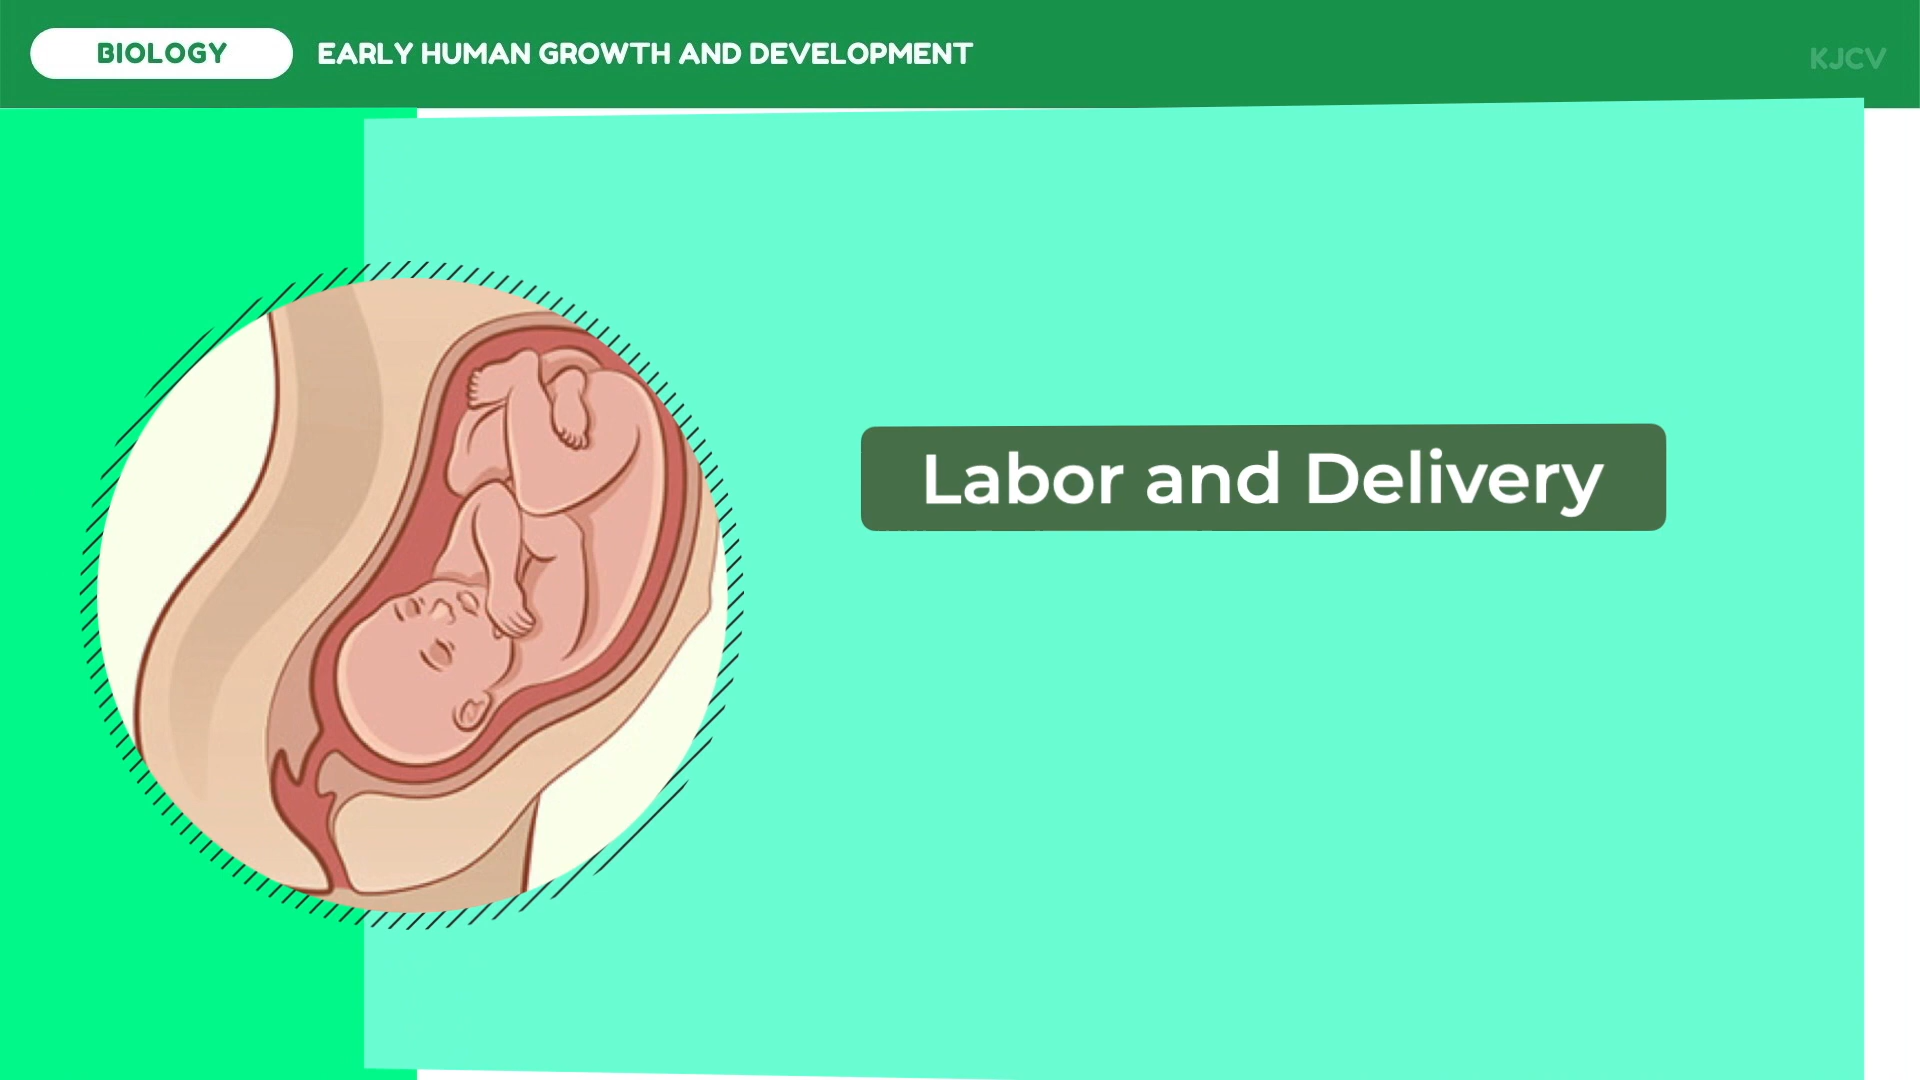 BIOLOGY
EARLY HUMAN GROWTH AND DEVELOPMENT
KJCV
Labor and Delivery